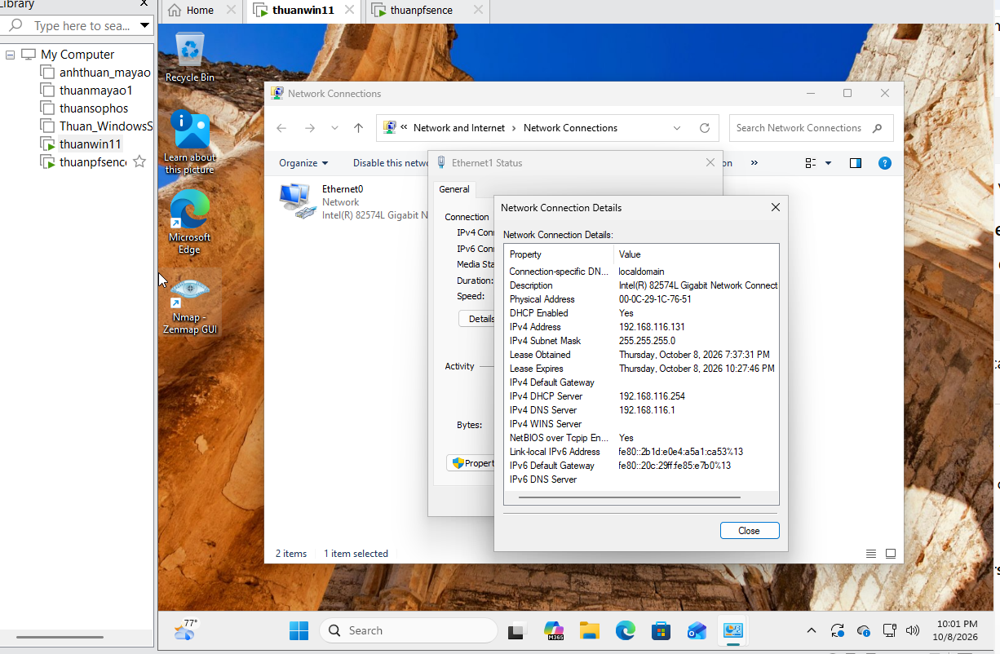 Library
Type here to sea...
My Computer
anhthuan_mayao
thuanmayao1
thuansophos
Thuan_WindowsS
thuanwin11
thuanpfsenc
Home
thuanwin11
thuanpfsence
Recycle Bin
Learn about
this picture
Microsoft
Edge
Nmap -
Zenmap GUI
Network Connections
« Network and Internet › Network Connections
Search Network Connections
Organize
Disable this netwo
on
»
Ethernet0
Network
Intel(R) 82574L Gigabit N
Ethernet1 Status
General
Connection
IPv4 Con
IPv6 Con
Media Sta
Duration:
Speed:
Details
Activity
Bytes:
Propert
Network Connection Details
Network Connection Details:
Property Value
Connection-specific DN... localdomain
Description Intel(R) 82574L Gigabit Network Connect
Physical Address 00-0C-29-1C-76-51
DHCP Enabled Yes
IPv4 Address 192.168.116.131
IPv4 Subnet Mask 255.255.255.0
Lease Obtained Thursday, October 8, 2026 7:37:31 PM
Lease Expires Thursday, October 8, 2026 10:27:46 PM
IPv4 Default Gateway
IPv4 DHCP Server 192.168.116.254
IPv4 DNS Server 192.168.116.1
IPv4 WINS Server
NetBIOS over Tcpip En... Yes
Link-local IPv6 Address fe80::2b1d:e0e4:a5a1:ca53%13
IPv6 Default Gateway fe80::20c:29ff:fe85:e7b0%13
IPv6 DNS Server
Close
2 items
1 item selected
77°
Search
M365
10:01 PM
10/8/2026